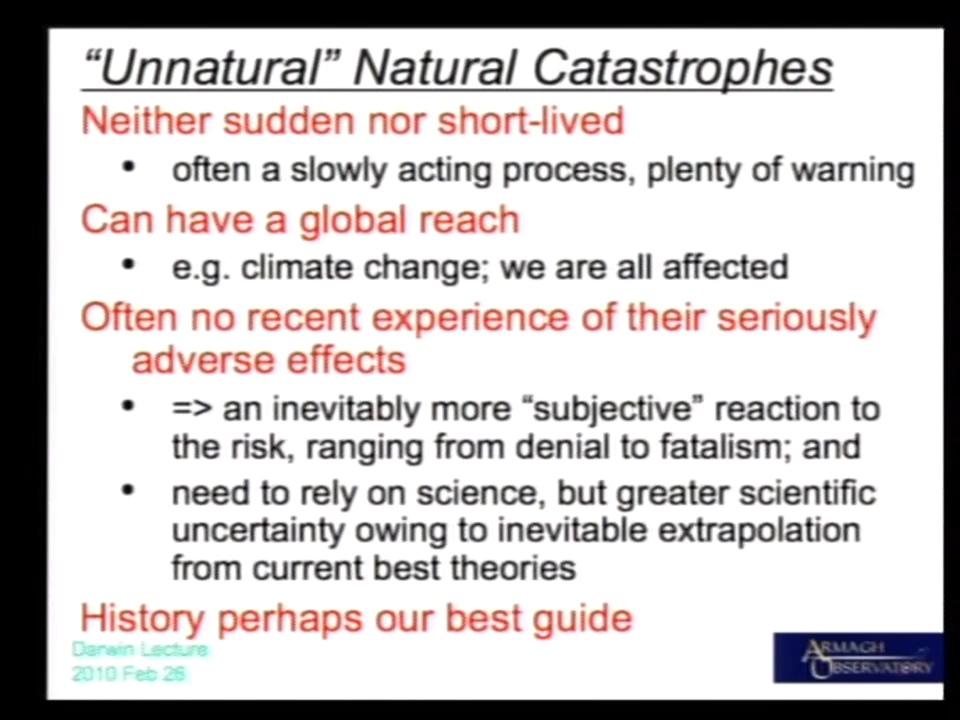 “Unnatural” Natural Catastrophes
Neither sudden nor short-lived
• often a slowly acting process, plenty of warning
Can have a global reach
• e.g. climate change; we are all affected
Often no recent experience of their seriously
adverse effects
• => an inevitably more “subjective” reaction to
the risk, ranging from denial to fatalism; and
• need to rely on science, but greater scientific
uncertainty owing to inevitable extrapolation
from current best theories
History perhaps our best guide
Darwin Lecture
2010 Feb 26
ARMAGH
OBSERVATORY